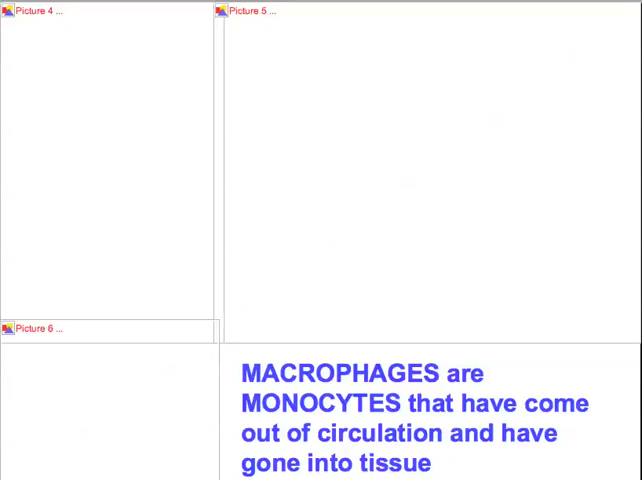 Picture 4 ...
Picture 5 ...
Picture 6 ...
MACROPHAGES are
MONOCYTES that have come
out of circulation and have
gone into tissue